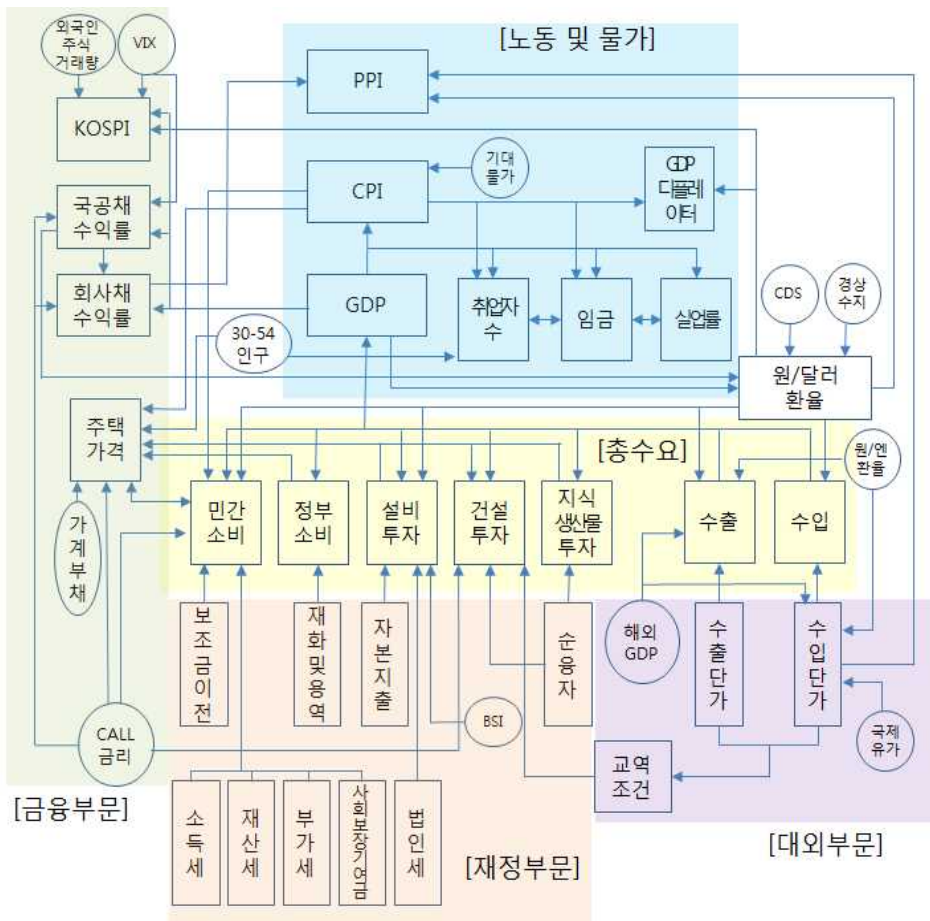 외국인
주식
거래량
VIX
KOSPI
국공채
수익률
회사채
수익률
주택
가격
가계부채
CALL
금리
[금융부문]
[노동 및 물가]
PPI
CPI
기대
물가
GDP
디플레
이터
GDP
취업자
수
임금
실업률
30-54
인구
CDS
경상
수지
원/달러
환율
[총수요]
원/엔
환율
민간
소비
정부
소비
설비
투자
건설
투자
지식
생산물
투자
수출
수입
보조금이전
재화및용역
자본지출
순융자
BSI
소득세
재산세
부가세
사회보장기여금
법인세
[재정부문]
해외
GDP
수출단가
수입단가
국제
유가
교역
조건
[대외부문]